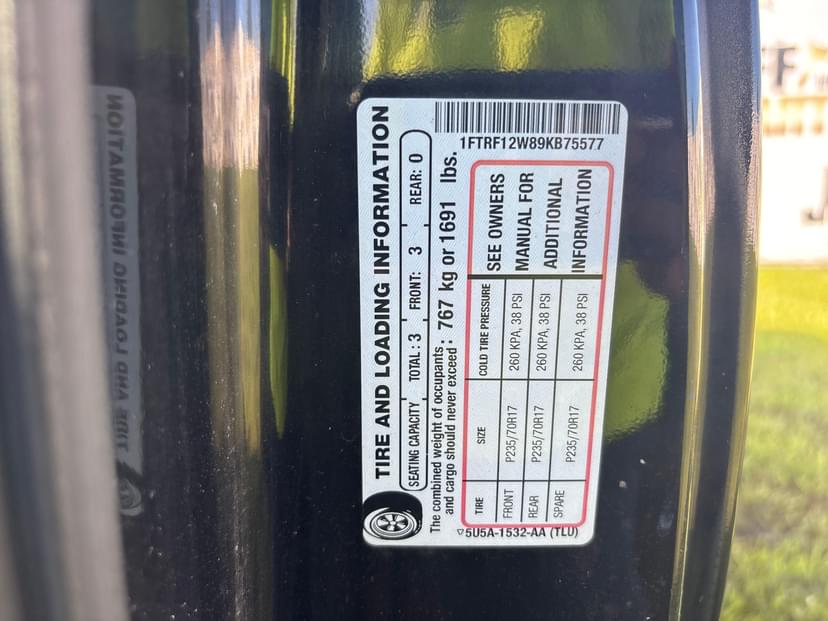 TIRE AND LOADING INFORMATION
SEATING CAPACITY TOTAL: 3 FRONT: 3 REAR: 0
The combined weight of occupants
and cargo should never exceed : 767 kg or 1691 lbs.
TIRE SIZE COLD TIRE PRESSURE
FRONT P235/70R17 260 KPA, 38 PSI
REAR P235/70R17 260 KPA, 38 PSI
SPARE P235/70R17 260 KPA, 38 PSI
SEE OWNERS
MANUAL FOR
ADDITIONAL
INFORMATION
5U5A-1532-AA (TLU)
1FTRF12W89KB75577